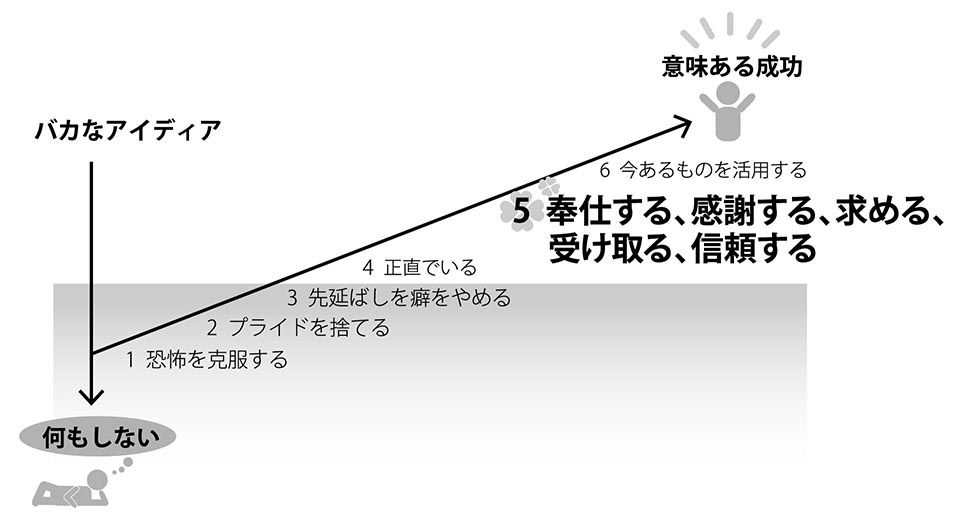 意味ある成功
バカなアイディア
6 今あるものを活用する
5 奉仕する、感謝する、求める、
受け取る、信頼する
4 正直でいる
3 先延ばしを癖をやめる
2 プライドを捨てる
1 恐怖を克服する
何もしない